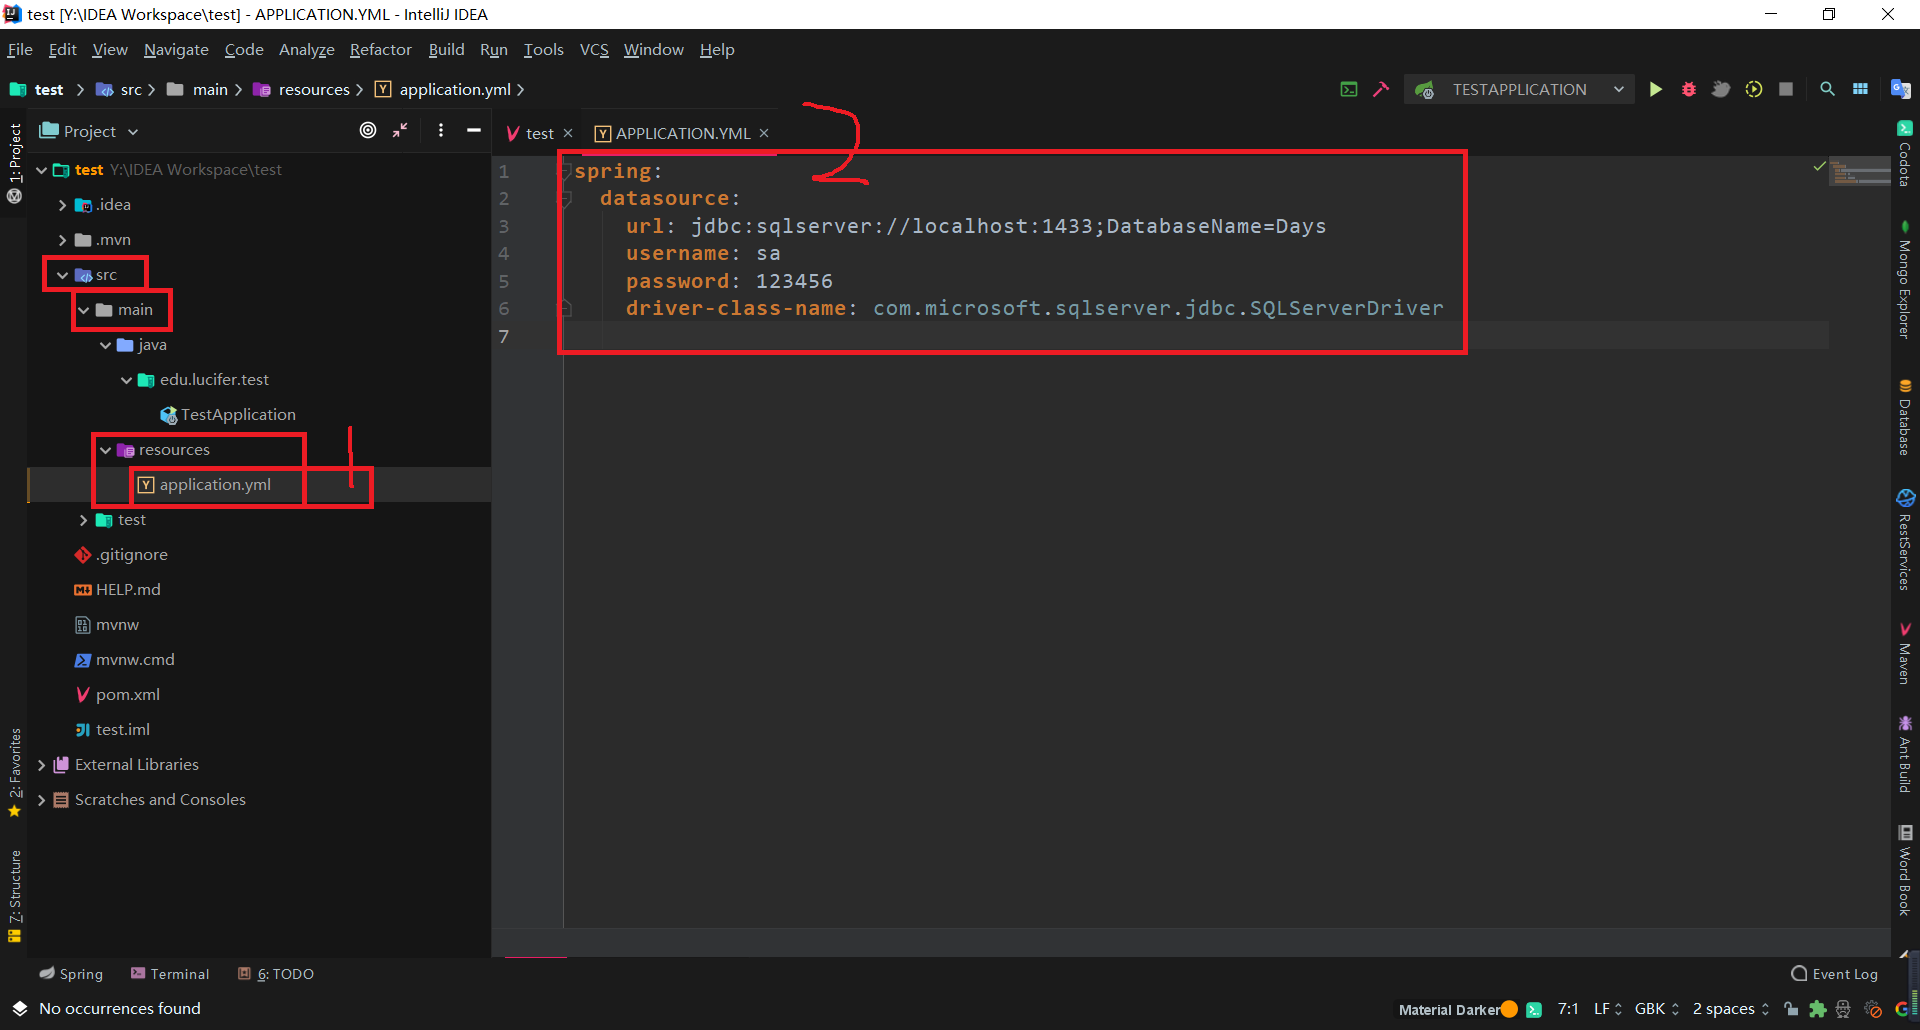 test [Y:\IDEA Workspace\test] - APPLICATION.YML - IntelliJ IDEA
File Edit View Navigate Code Analyze Refactor Build Run Tools VCS Window Help
test src main resources application.yml
TESTAPPLICATION
1: Project
2: Favorites
7: Structure
Project
test Y:\IDEA Workspace\test
.idea
.mvn
src
main
java
edu.lucifer.test
TestApplication
resources
application.yml
1
test
.gitignore
HELP.md
mvnw
mvnw.cmd
pom.xml
test.iml
External Libraries
Scratches and Consoles
test APPLICATION.YML
2
1 spring:
2 datasource:
3 url: jdbc:sqlserver://localhost:1433;DatabaseName=Days
4 username: sa
5 password: 123456
6 driver-class-name: com.microsoft.sqlserver.jdbc.SQLServerDriver
7
Codota
Mongo Explorer
Database
RestServices
Maven
Ant Build
Word Book
Spring Terminal 6: TODO Event Log
No occurrences found Material Darker 7:1 LF GBK 2 spaces